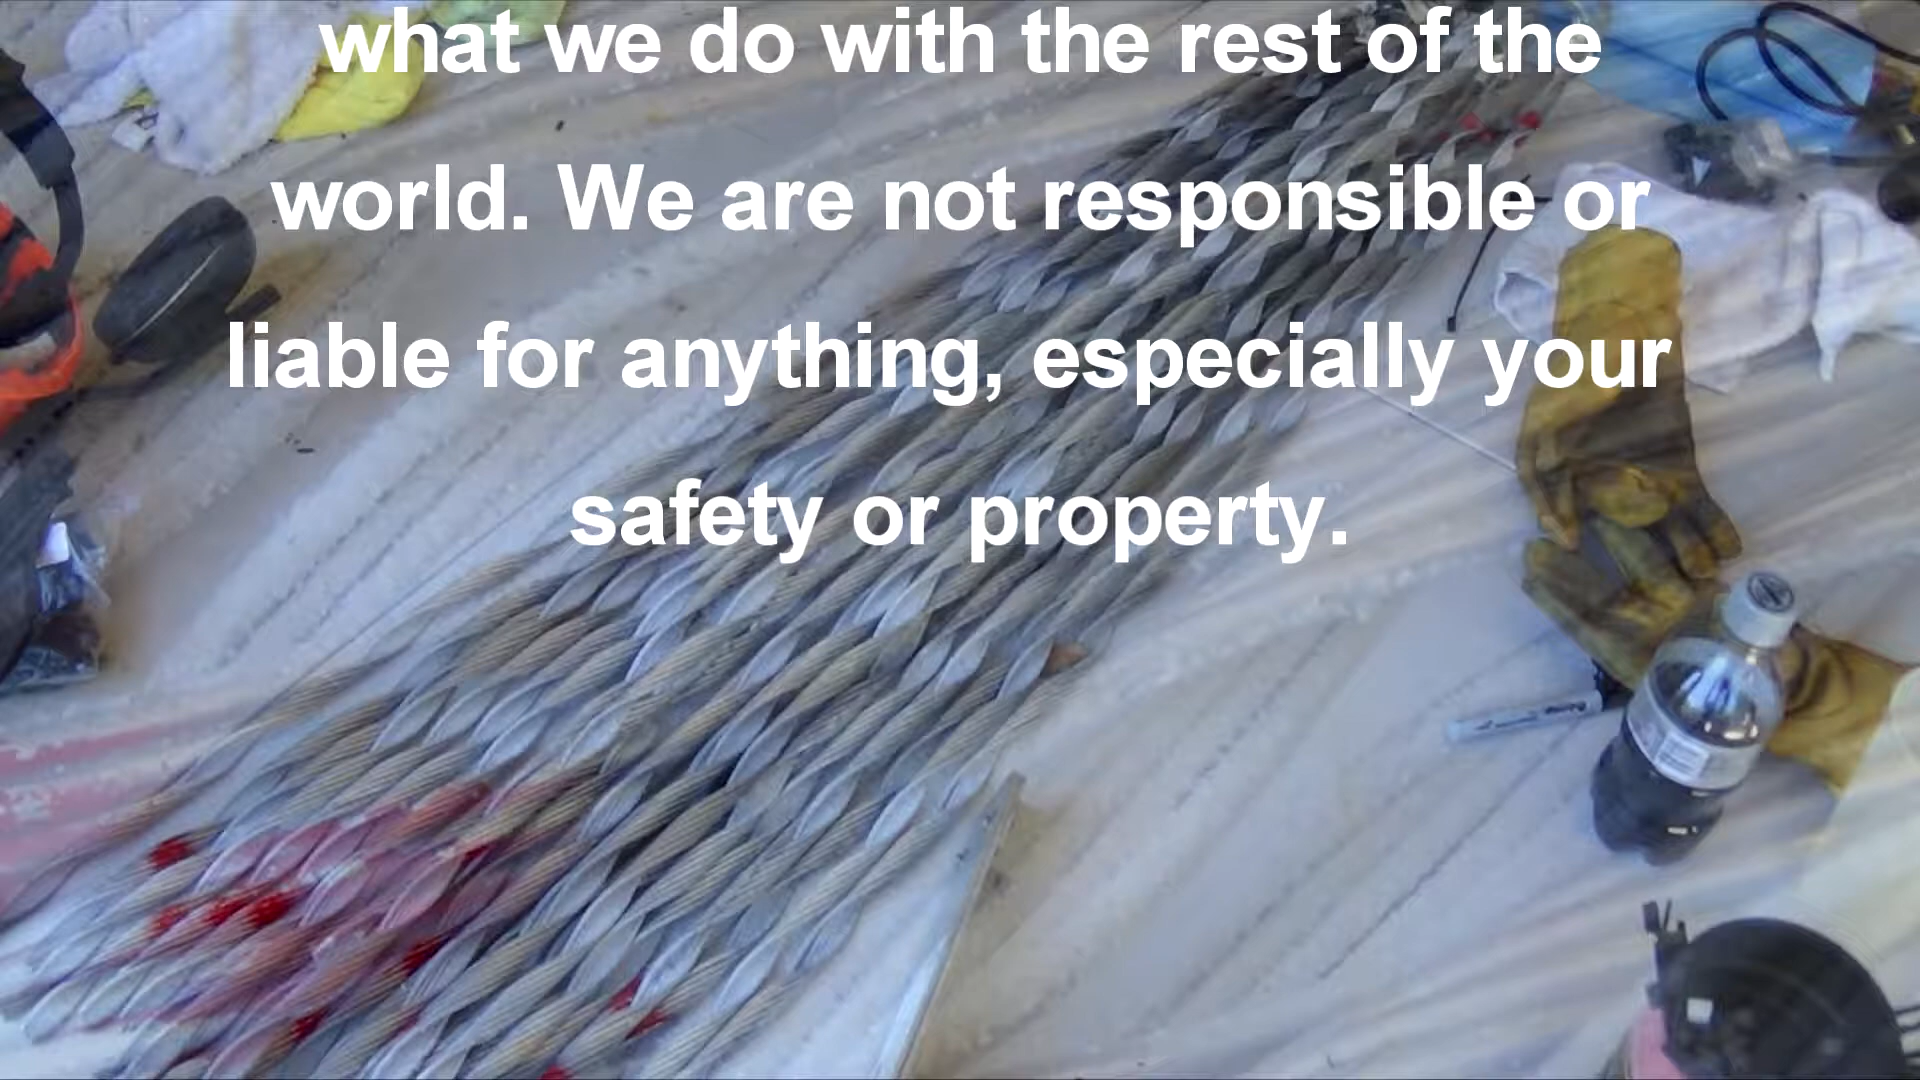 what we do with the rest of the
world. We are not responsible or
liable for anything, especially your
safety or property.